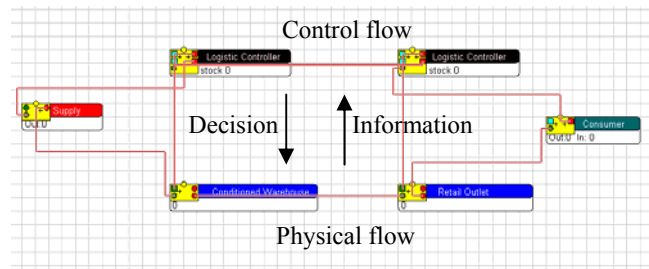 Control flow
Logistic Controller
stock 0
Logistic Controller
stock 0
Supply
Out:0
Decision
Information
Consumer
Out:0 In: 0
Conditioned Warehouse
0
Retail Outlet
0
Physical flow